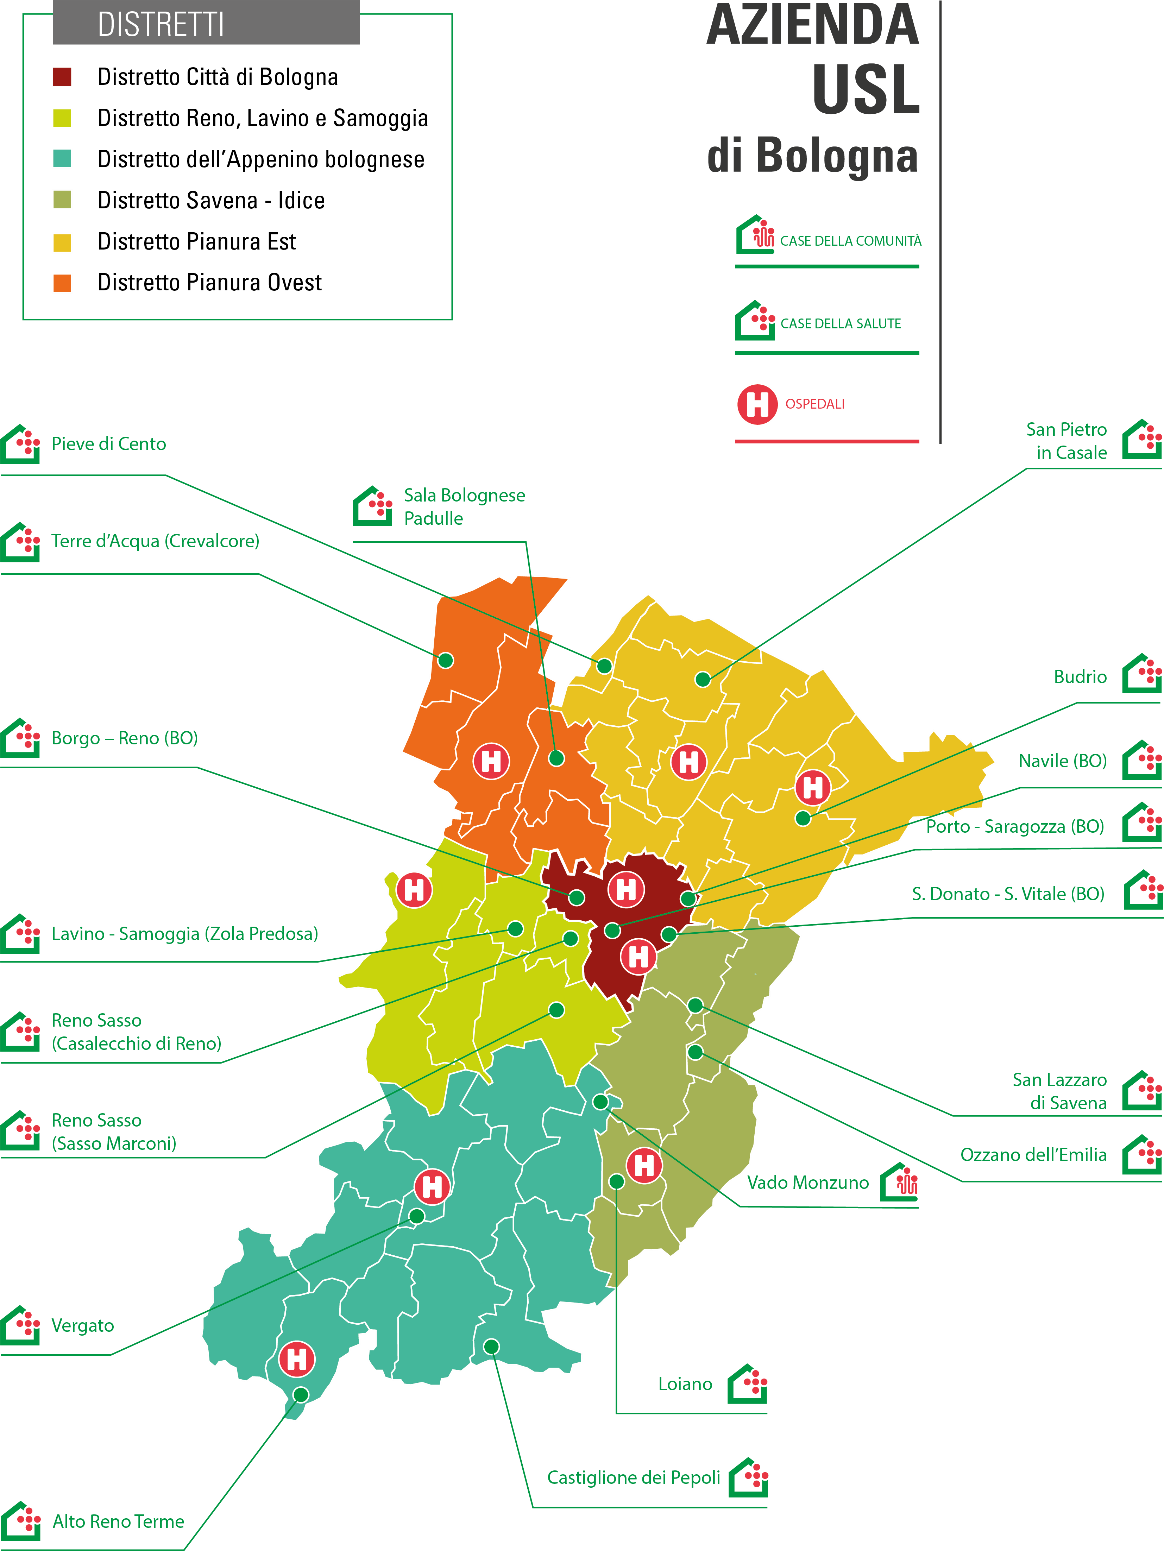 DISTRETTI
Distretto Città di Bologna
Distretto Reno, Lavino e Samoggia
Distretto dell'Appenino bolognese
Distretto Savena - Idice
Distretto Pianura Est
Distretto Pianura Ovest
AZIENDA
USL
di Bologna
CASE DELLA COMUNITÀ
CASE DELLA SALUTE
H OSPEDALI
Pieve di Cento
Terre d'Acqua (Crevalcore)
Sala Bolognese
Padulle
San Pietro
in Casale
Budrio
Navile (BO)
Porto - Saragozza (BO)
S. Donato - S. Vitale (BO)
Borgo – Reno (BO)
Lavino - Samoggia (Zola Predosa)
Reno Sasso
(Casalecchio di Reno)
Reno Sasso
(Sasso Marconi)
H
H
H
H
H
H
H
H
H
San Lazzaro
di Savena
Ozzano dell'Emilia
Vado Monzuno
Vergato
Loiano
Castiglione dei Pepoli
Alto Reno Terme